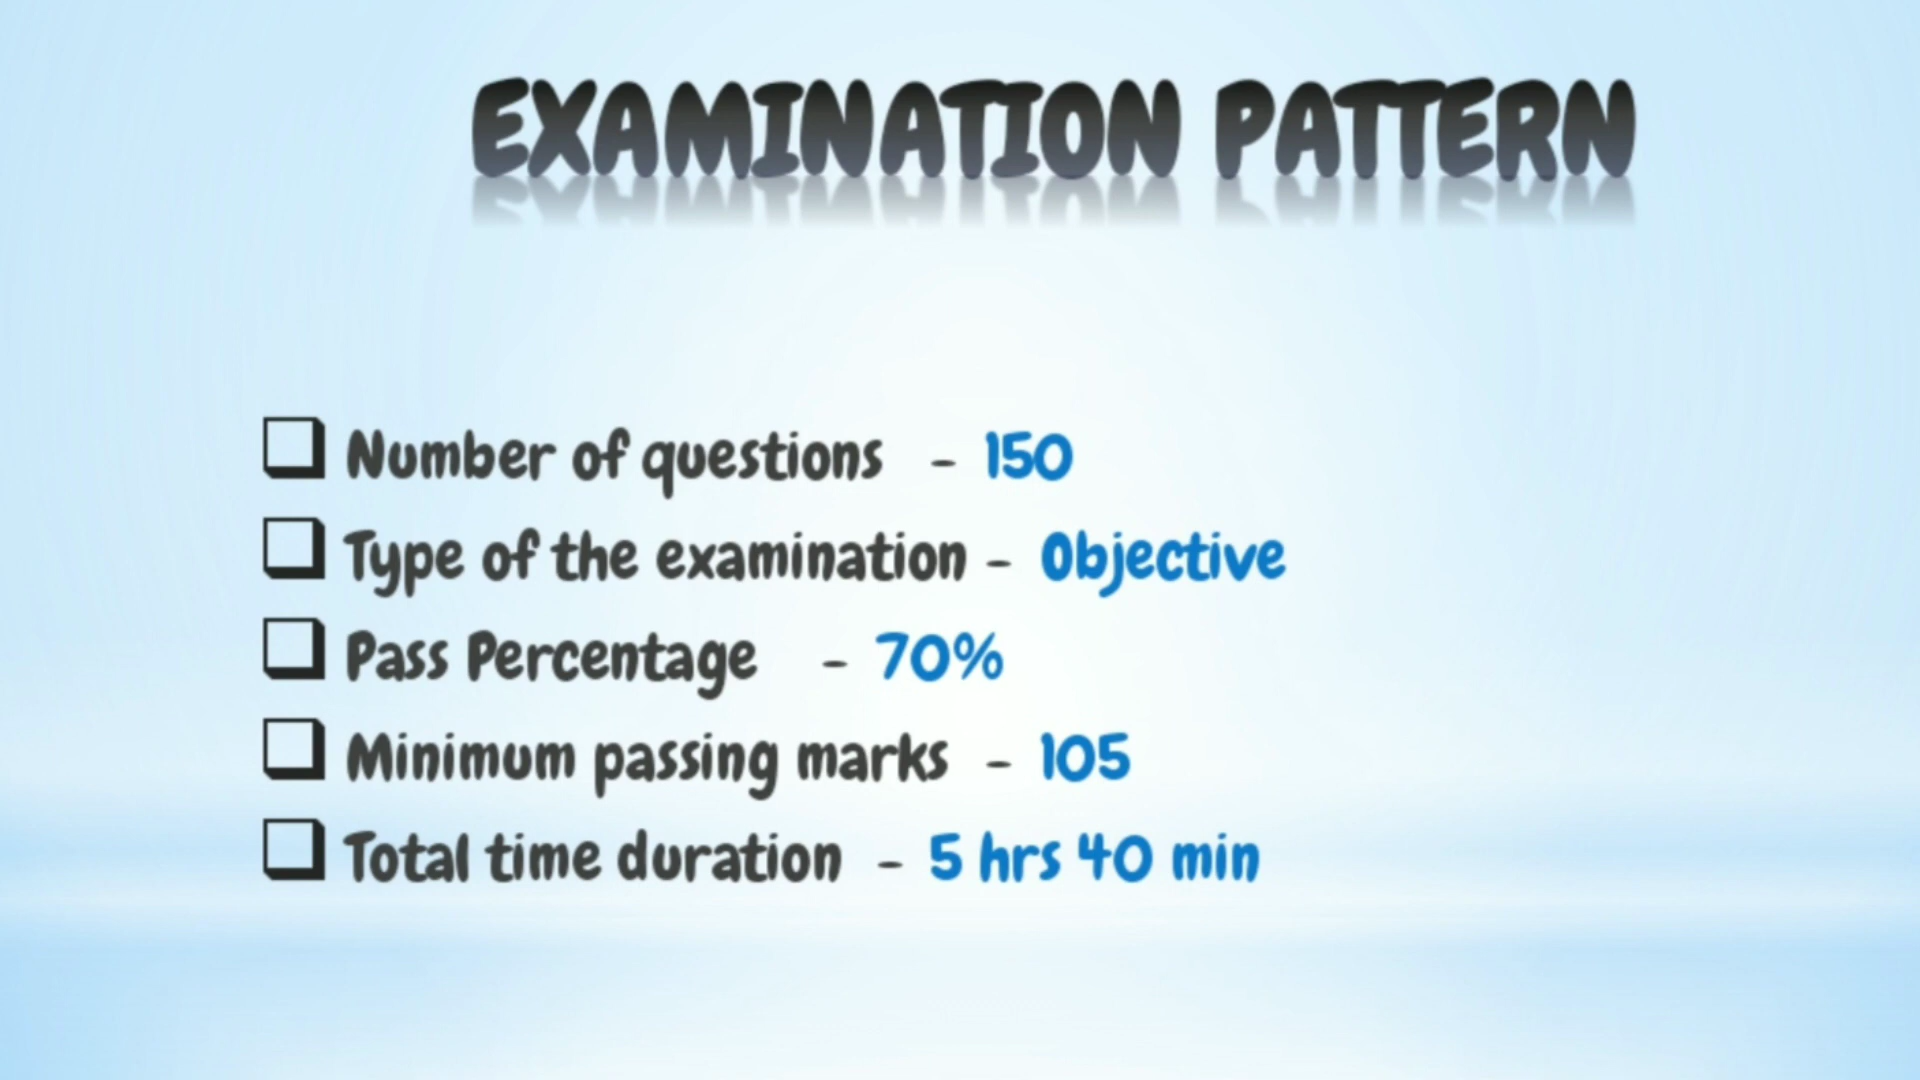 EXAMINATION PATTERN
❑ Number of questions - 150
❑ Type of the examination - Objective
❑ Pass Percentage - 70%
❑ Minimum passing marks - 105
❑ Total time duration - 5 hrs 40 min